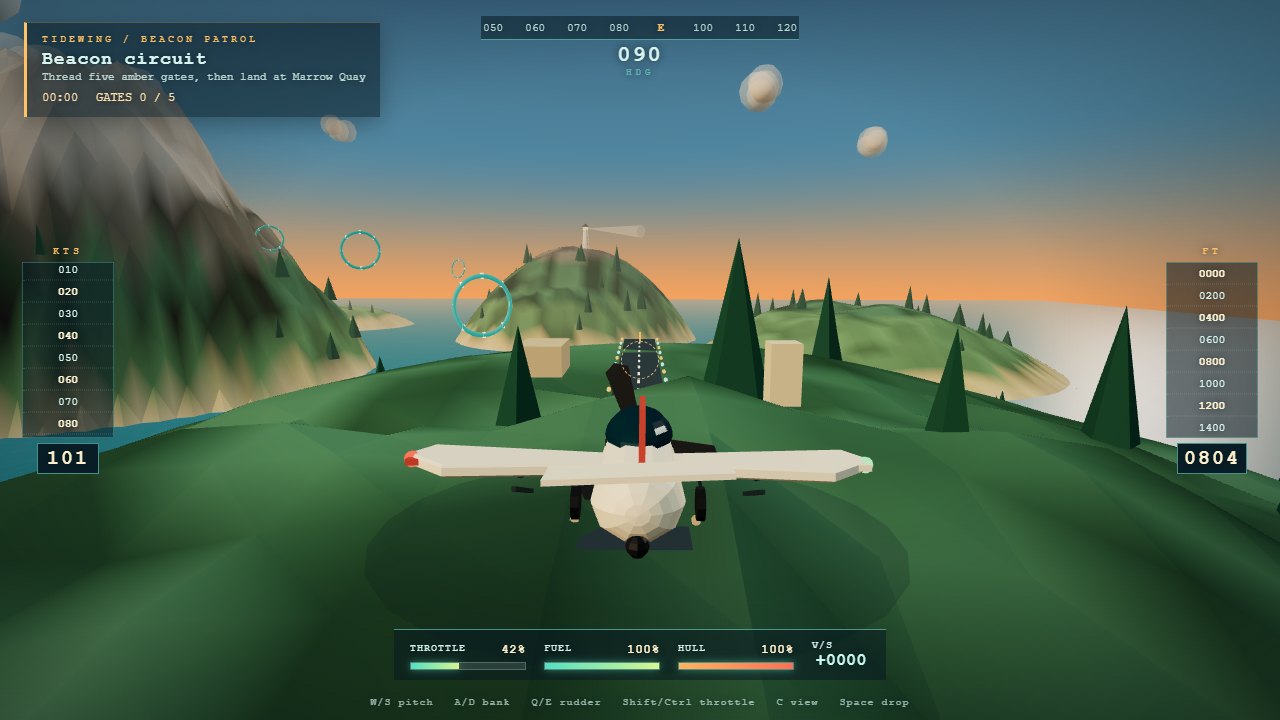 TIDEWING / BEACON PATROL
Beacon circuit
Thread five amber gates, then land at Marrow Quay
00:00 GATES 0 / 5
050 060 070 080 E 100 110 120
090
HDG
KTS
010
020
030
040
050
060
070
080
101
FT
0000
0200
0400
0600
0800
1000
1200
1400
0804
THROTTLE 42%
FUEL 100%
HULL 100%
V/S
+0000
W/S pitch A/D bank Q/E rudder Shift/Ctrl throttle C view Space drop